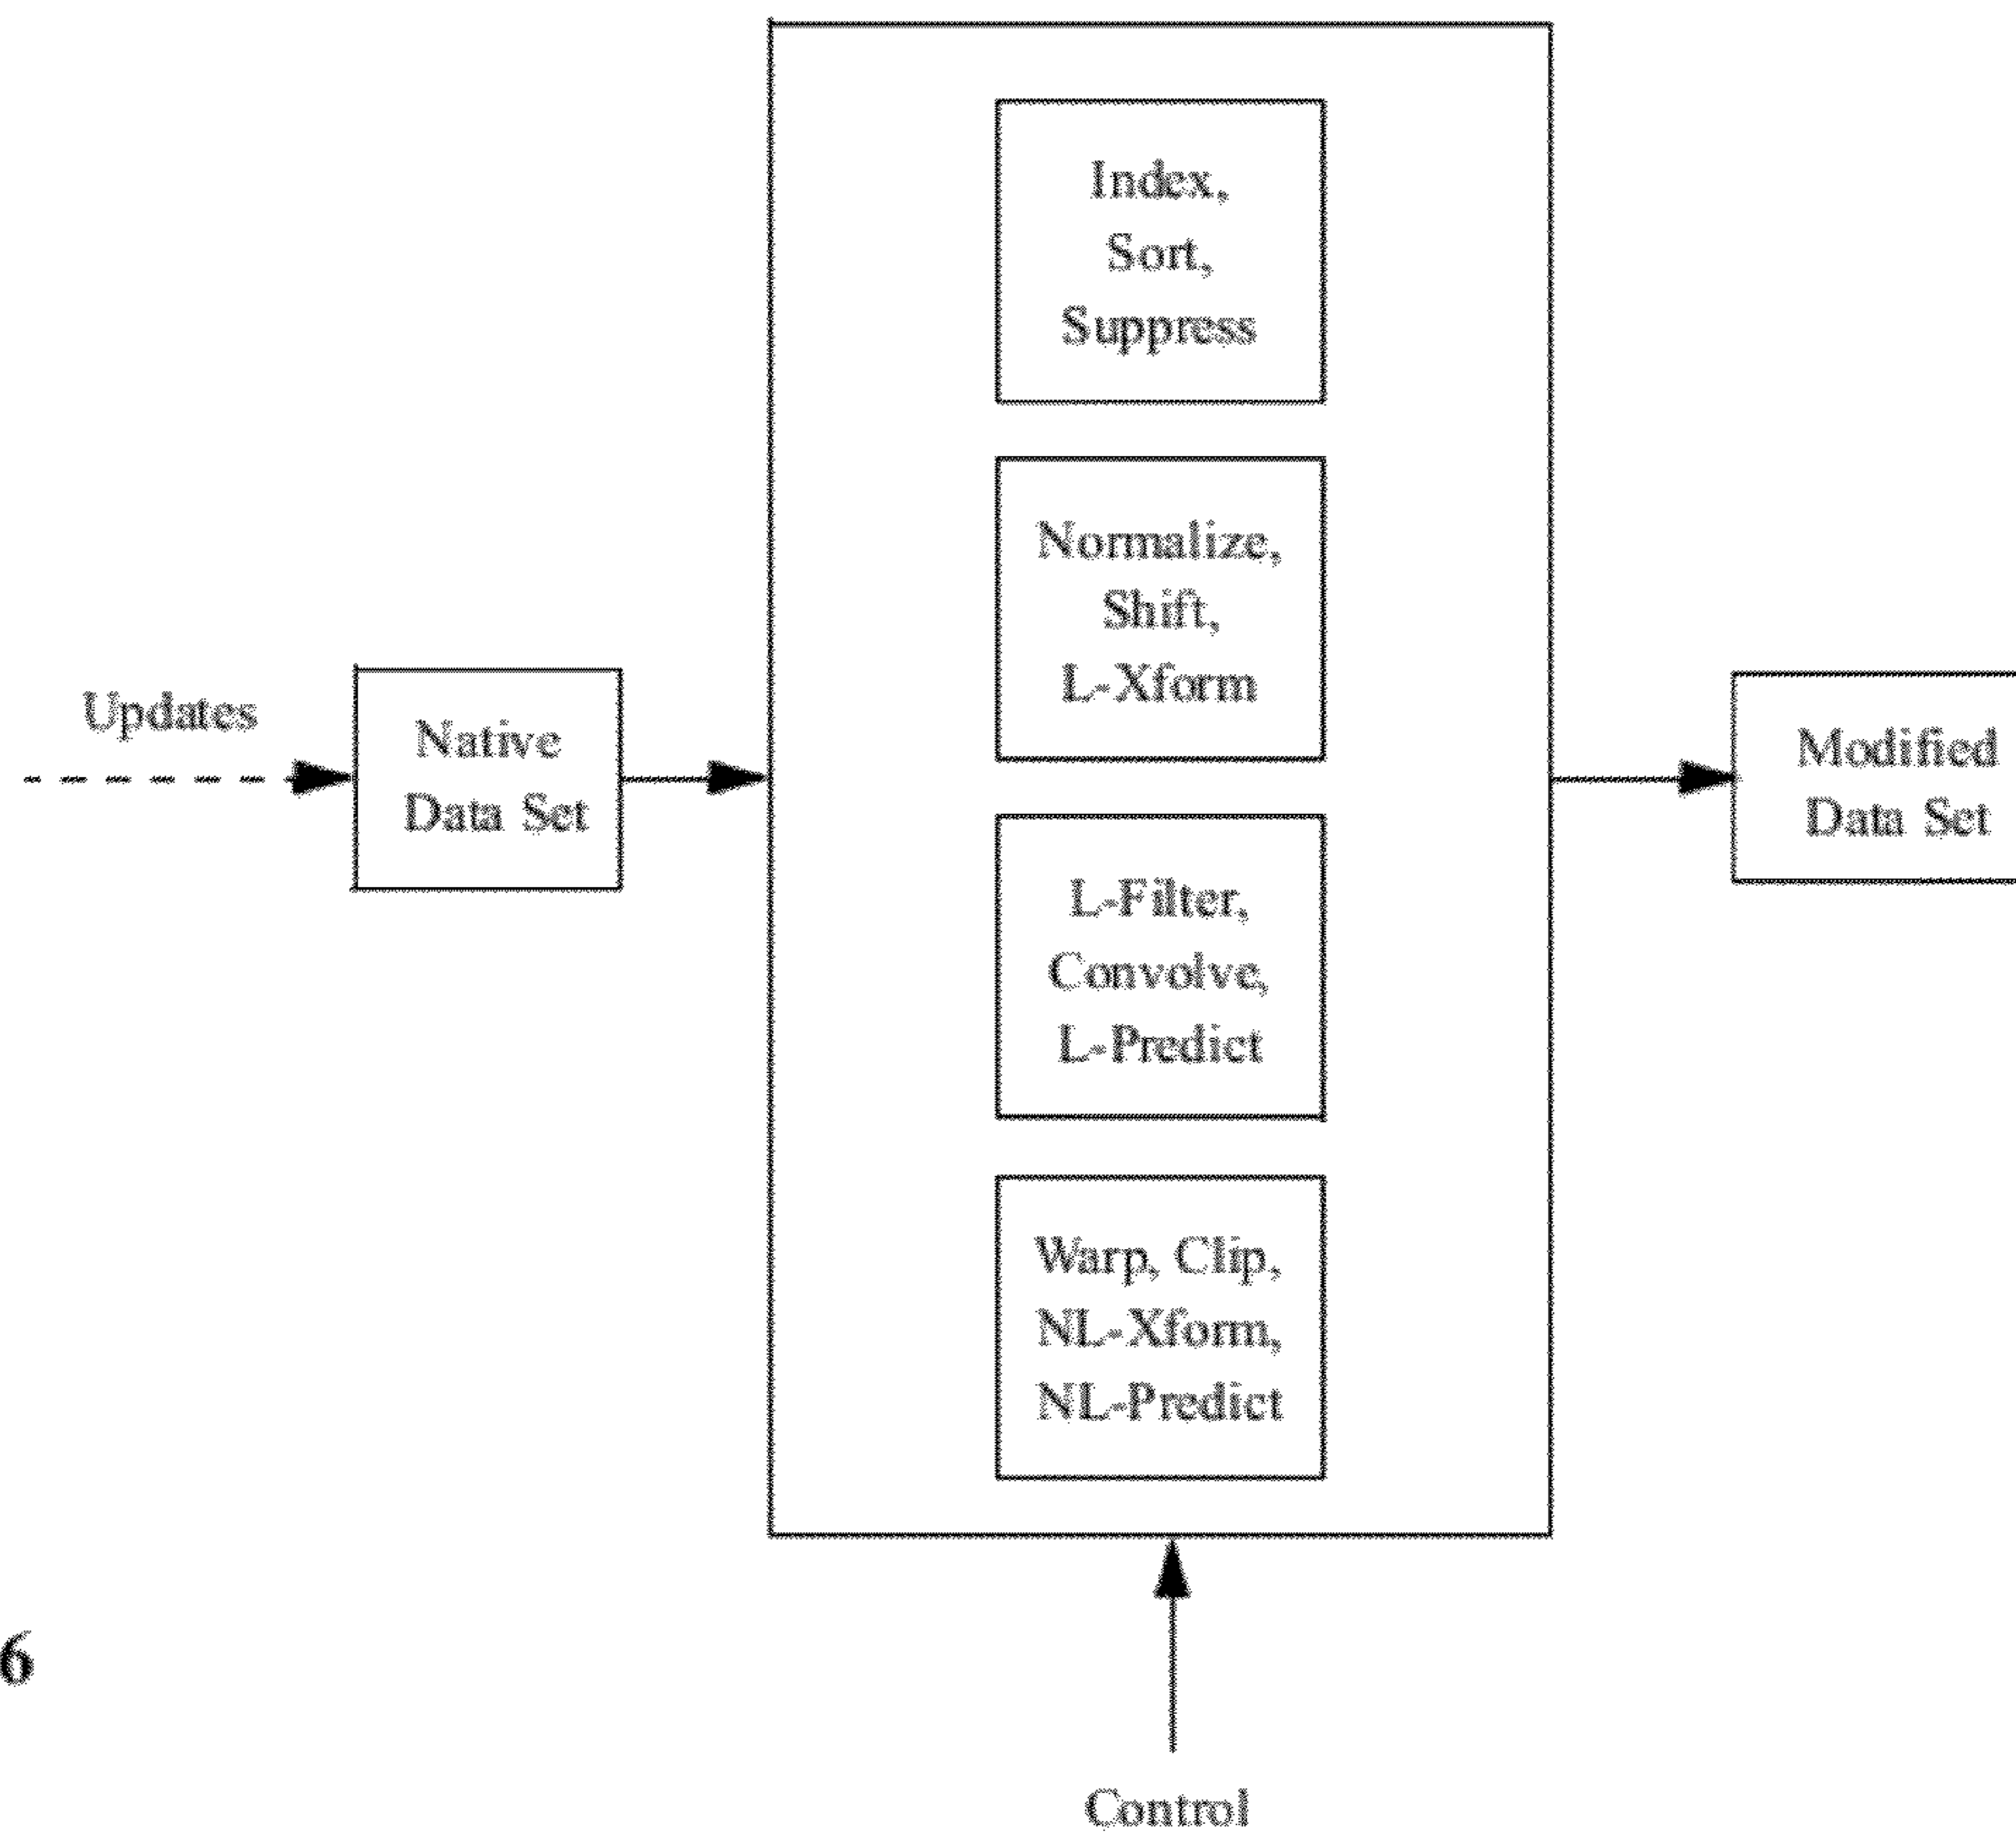 Index,
Sort,
Suppress
Normalize,
Shift,
L-Xform
Updates
Native
Data Set
Modified
Data Set
L-Filter,
Convolve,
L-Predict
Warp, Clip,
NL-Xform,
NL-Predict
6
Control